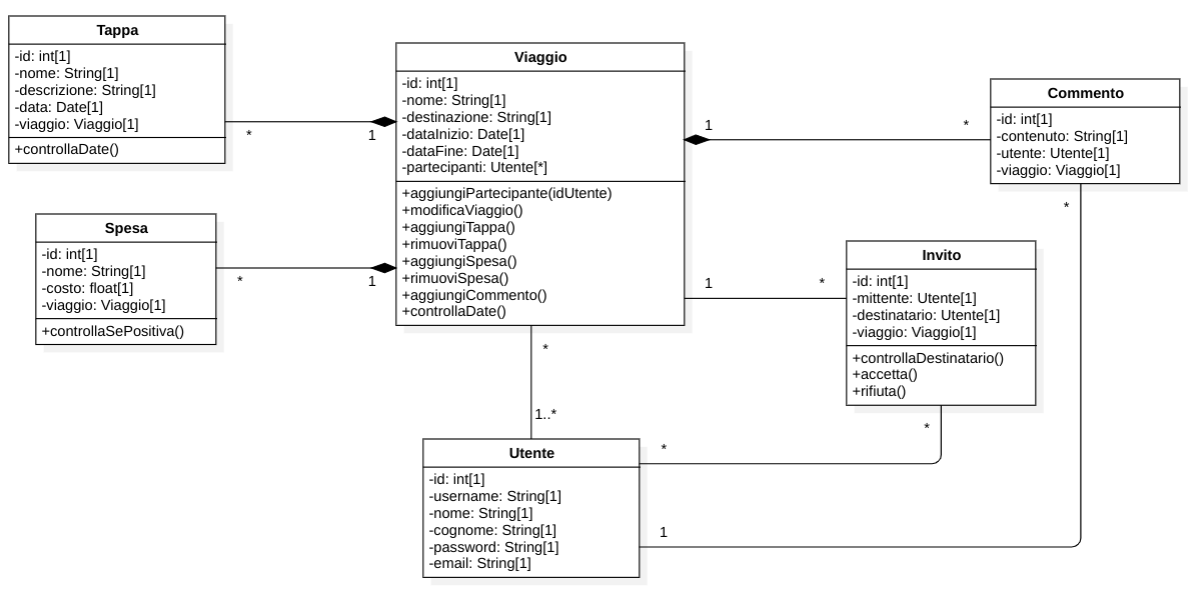 Tappa
-id: int[1]
-nome: String[1]
-descrizione: String[1]
-data: Date[1]
-viaggio: Viaggio[1]
+controllaDate()
*
1
Viaggio
-id: int[1]
-nome: String[1]
-destinazione: String[1]
-dataInizio: Date[1]
-dataFine: Date[1]
-partecipanti: Utente[*]
+aggiungiPartecipante(idUtente)
+modificaViaggio()
+aggiungiTappa()
+rimuoviTappa()
+aggiungiSpesa()
+rimuoviSpesa()
+aggiungiCommento()
+controllaDate()
1
*
Commento
-id: int[1]
-contenuto: String[1]
-utente: Utente[1]
-viaggio: Viaggio[1]
*
Spesa
-id: int[1]
-nome: String[1]
-costo: float[1]
-viaggio: Viaggio[1]
+controllaSePositiva()
*
1
1
*
Invito
-id: int[1]
-mittente: Utente[1]
-destinatario: Utente[1]
-viaggio: Viaggio[1]
+controllaDestinatario()
+accetta()
+rifiuta()
*
*
1..*
Utente
-id: int[1]
-username: String[1]
-nome: String[1]
-cognome: String[1]
-password: String[1]
-email: String[1]
*
1